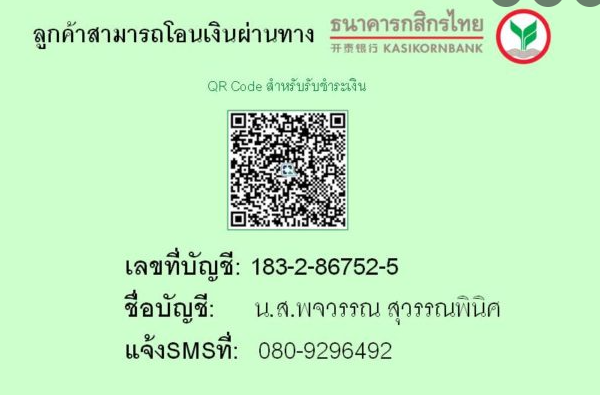 ลูกค้าสามารถโอนเงินผ่านทาง ธนาคารกสิกรไทย
开泰银行 KASIKORNBANK
QR Code สำหรับรับชำระเงิน
เลขที่บัญชี: 183-2-86752-5
ชื่อบัญชี: น.ส.พจวรรณ สุวรรณพินิศ
แจ้งSMSที่: 080-9296492